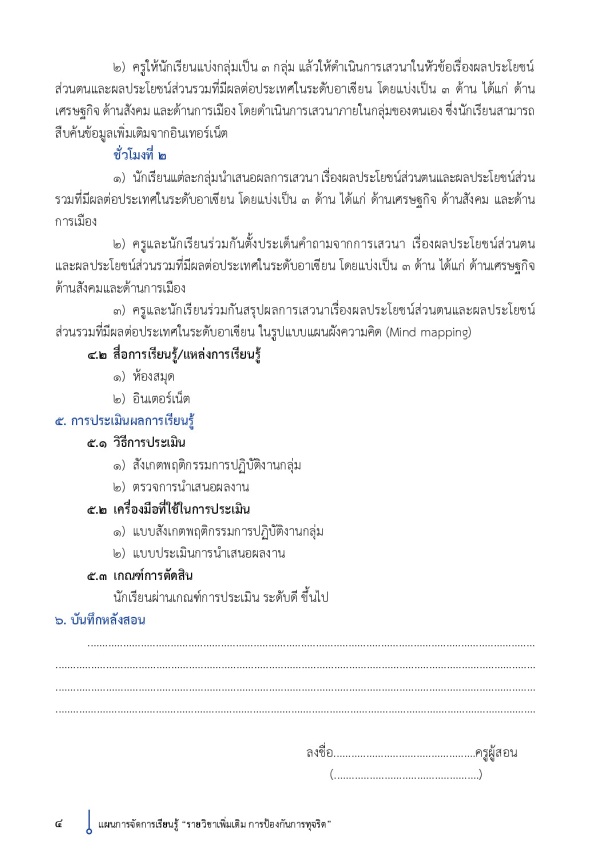 ๒) ครูให้นักเรียนแบ่งกลุ่มเป็น ๓ กลุ่ม แล้วให้ดำเนินการเสวนาในหัวข้อเรื่องผลประโยชน์
ส่วนตนและผลประโยชน์ส่วนรวมที่มีผลต่อประเทศในระดับอาเซียน โดยแบ่งเป็น ๓ ด้าน ได้แก่ ด้าน
เศรษฐกิจ ด้านสังคม และด้านการเมือง โดยดำเนินการเสวนาภายในกลุ่มของตนเอง ซึ่งนักเรียนสามารถ
สืบค้นข้อมูลเพิ่มเติมจากอินเทอร์เน็ต
ชั่วโมงที่ ๒
๑) นักเรียนแต่ละกลุ่มนำเสนอผลการเสวนา เรื่องผลประโยชน์ส่วนตนและผลประโยชน์ส่วน
รวมที่มีผลต่อประเทศในระดับอาเซียน โดยแบ่งเป็น ๓ ด้าน ได้แก่ ด้านเศรษฐกิจ ด้านสังคม และด้าน
การเมือง
๒) ครูและนักเรียนร่วมกันตั้งประเด็นคำถามจากการเสวนา เรื่องผลประโยชน์ส่วนตน
และผลประโยชน์ส่วนรวมที่มีผลต่อประเทศในระดับอาเซียน โดยแบ่งเป็น ๓ ด้าน ได้แก่ ด้านเศรษฐกิจ
ด้านสังคมและด้านการเมือง
๓) ครูและนักเรียนร่วมกันสรุปผลการเสวนาเรื่องผลประโยชน์ส่วนตนและผลประโยชน์
ส่วนรวมที่มีผลต่อประเทศในระดับอาเซียน ในรูปแบบแผนผังความคิด (Mind mapping)
๔.๒ สื่อการเรียนรู้/แหล่งการเรียนรู้
๑) ห้องสมุด
๒) อินเตอร์เน็ต
๕. การประเมินผลการเรียนรู้
๕.๑ วิธีการประเมิน
๑) สังเกตพฤติกรรมการปฏิบัติงานกลุ่ม
๒) ตรวจการนำเสนอผลงาน
๕.๒ เครื่องมือที่ใช้ในการประเมิน
๑) แบบสังเกตพฤติกรรมการปฏิบัติงานกลุ่ม
๒) แบบประเมินการนำเสนอผลงาน
๕.๓ เกณฑ์การตัดสิน
นักเรียนผ่านเกณฑ์การประเมิน ระดับดี ขึ้นไป
๖. บันทึกหลังสอน
................................................................................
................................................................................
................................................................................
................................................................................
ลงชื่อ................................................ครูผู้สอน
(.................................................)
๔ แผนการจัดการเรียนรู้ "รายวิชาเพิ่มเติม การป้องกันการทุจริต"